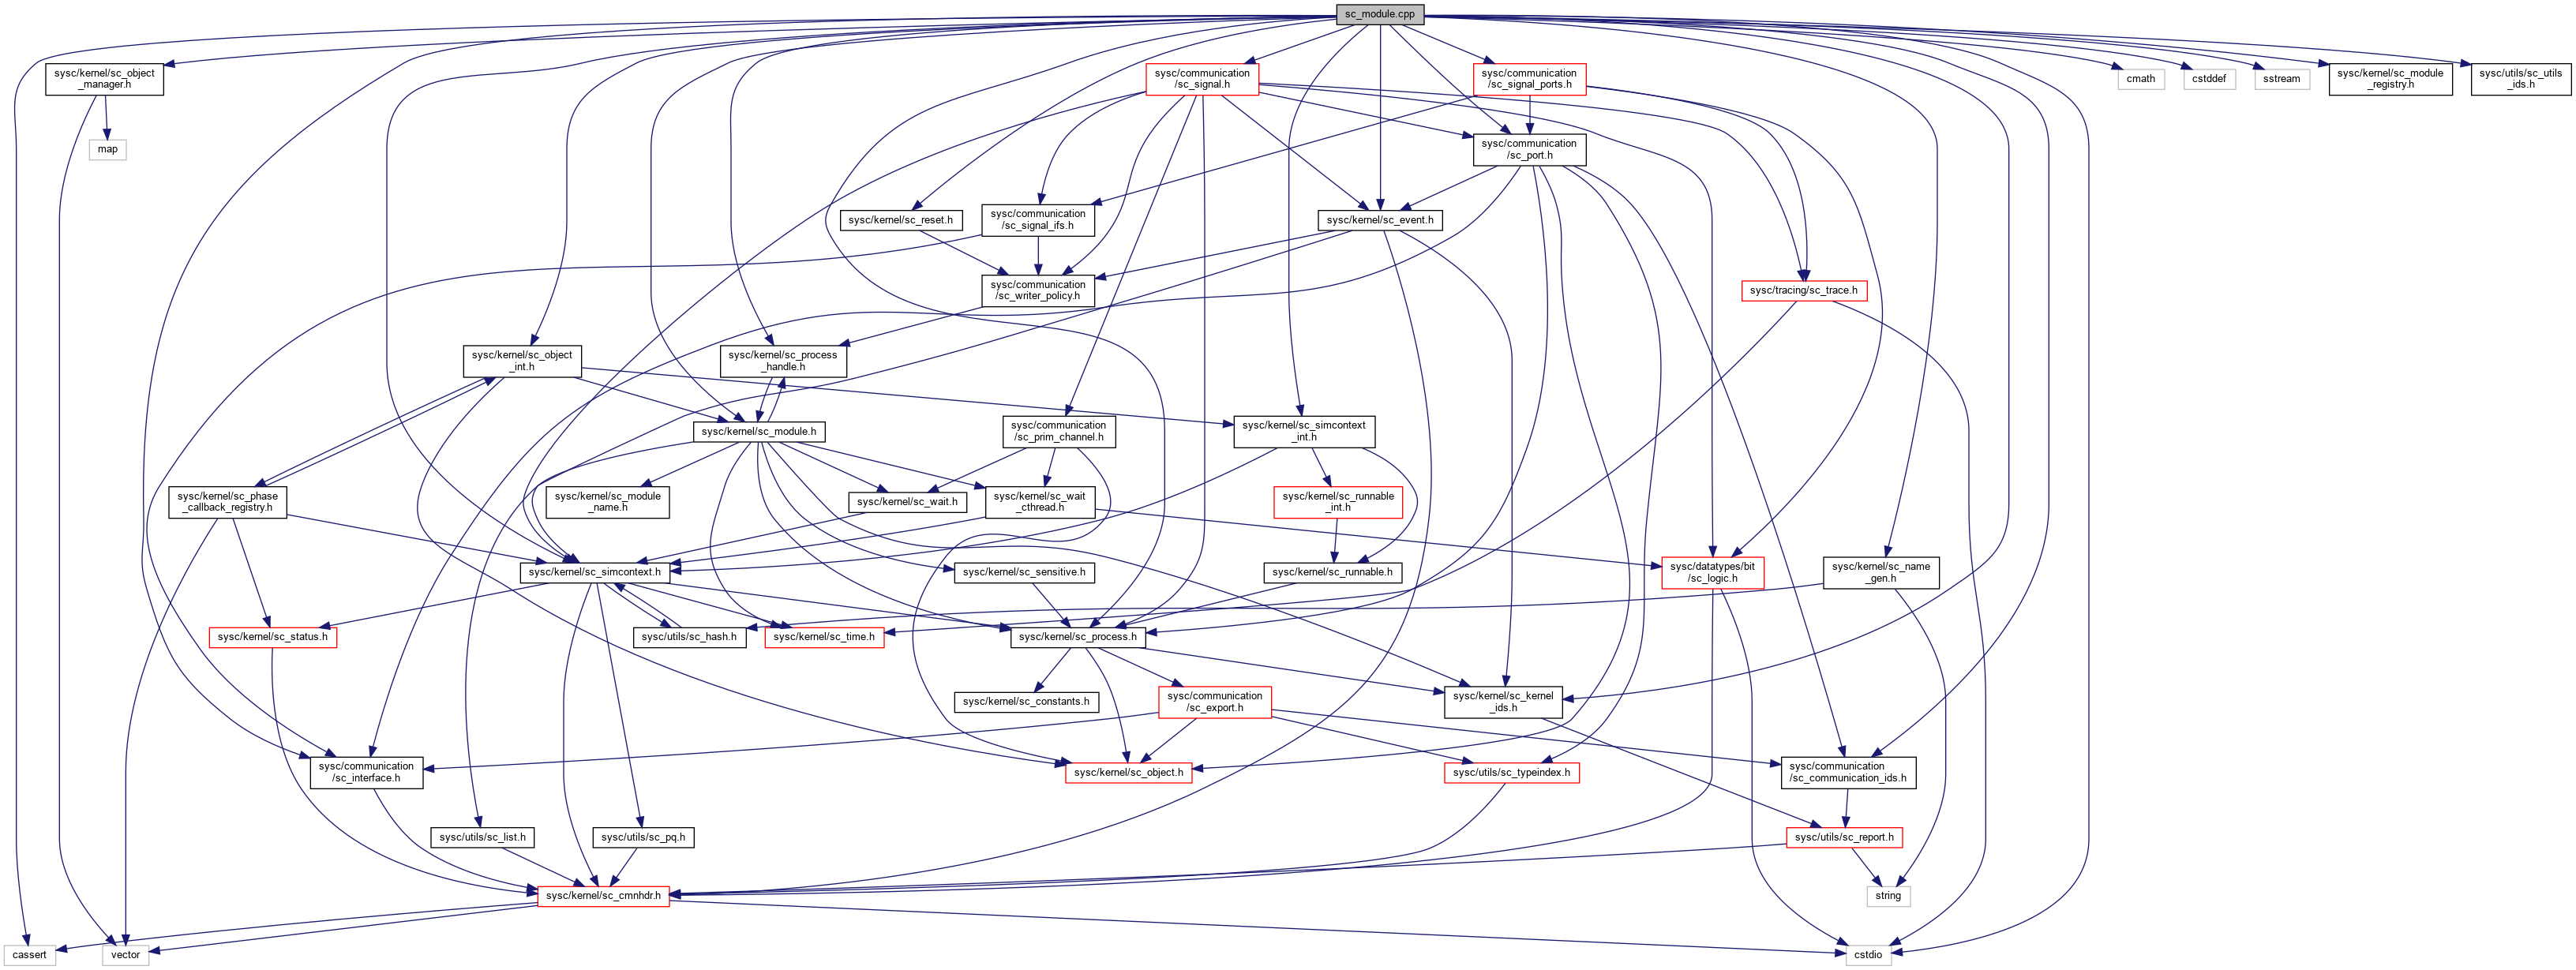 sc_module.cpp
sysc/kernel/sc_object
_manager.h
sysc/communication
/sc_signal.h
sysc/communication
/sc_signal_ports.h
cmath
cstddef
sstream
sysc/kernel/sc_module
_registry.h
sysc/utils/sc_utils
_ids.h
map
sysc/communication
/sc_port.h
sysc/kernel/sc_reset.h
sysc/communication
/sc_signal_ifs.h
sysc/kernel/sc_event.h
sysc/communication
/sc_writer_policy.h
sysc/tracing/sc_trace.h
sysc/kernel/sc_object
_int.h
sysc/kernel/sc_process
_handle.h
sysc/kernel/sc_module.h
sysc/communication
/sc_prim_channel.h
sysc/kernel/sc_simcontext
_int.h
sysc/kernel/sc_phase
_callback_registry.h
sysc/kernel/sc_module
_name.h
sysc/kernel/sc_wait.h
sysc/kernel/sc_wait
_cthread.h
sysc/kernel/sc_runnable
_int.h
sysc/kernel/sc_simcontext.h
sysc/kernel/sc_sensitive.h
sysc/kernel/sc_runnable.h
sysc/datatypes/bit
/sc_logic.h
sysc/kernel/sc_name
_gen.h
sysc/kernel/sc_status.h
sysc/utils/sc_hash.h
sysc/kernel/sc_time.h
sysc/kernel/sc_process.h
sysc/kernel/sc_constants.h
sysc/communication
/sc_export.h
sysc/kernel/sc_kernel
_ids.h
sysc/communication
/sc_interface.h
sysc/kernel/sc_object.h
sysc/utils/sc_typeindex.h
sysc/communication
/sc_communication_ids.h
sysc/utils/sc_list.h
sysc/utils/sc_pq.h
sysc/utils/sc_report.h
sysc/kernel/sc_cmnhdr.h
string
cassert
vector
cstdio